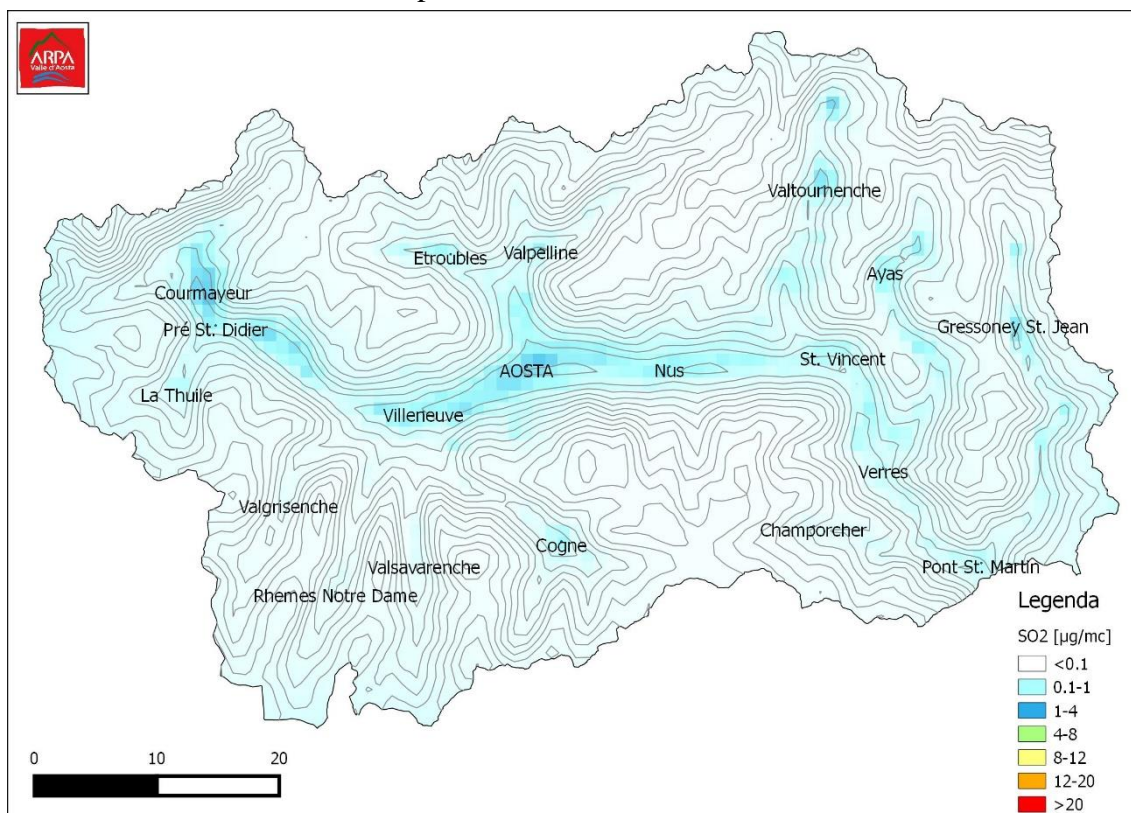 ARPA
Valle d'Aosta
Valtournenche
Etroubles
Valpelline
Ayas
Courmayeur
Pré St. Didier
Gressoney St. Jean
La Thuile
AOSTA
Nus
St. Vincent
Villeneuve
Verres
Valgrisenche
Champorcher
Cogne
Valsavarenche
Pont St. Martin
Rhemes Notre Dame
Legenda
SO2 [µg/mc]
<0.1
0.1-1
1-4
4-8
8-12
12-20
>20
0 10 20